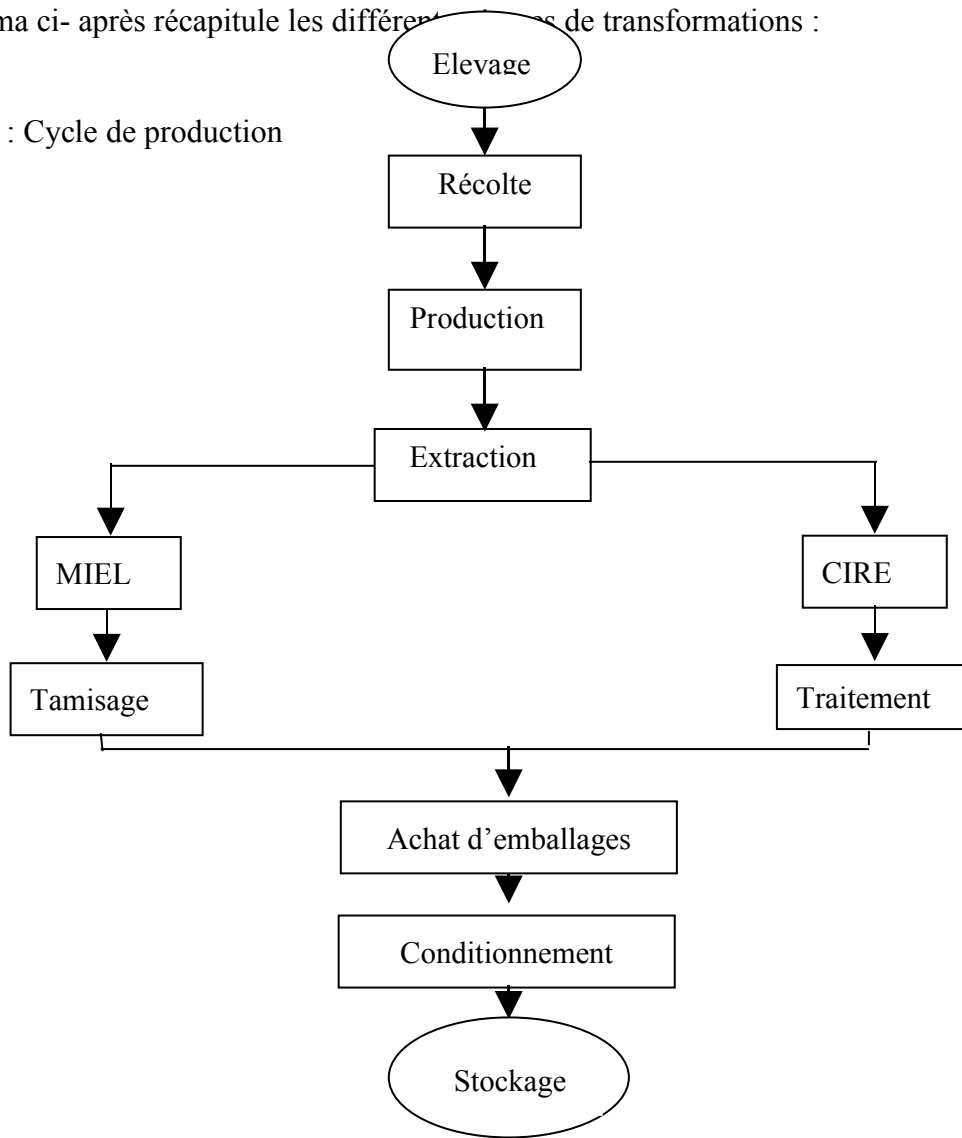 ma ci- après récapitule les différent de transformations :
Elevage
: Cycle de production
Récolte
Production
Extraction
MIEL
CIRE
Tamisage
Traitement
Achat d’emballages
Conditionnement
Stockage